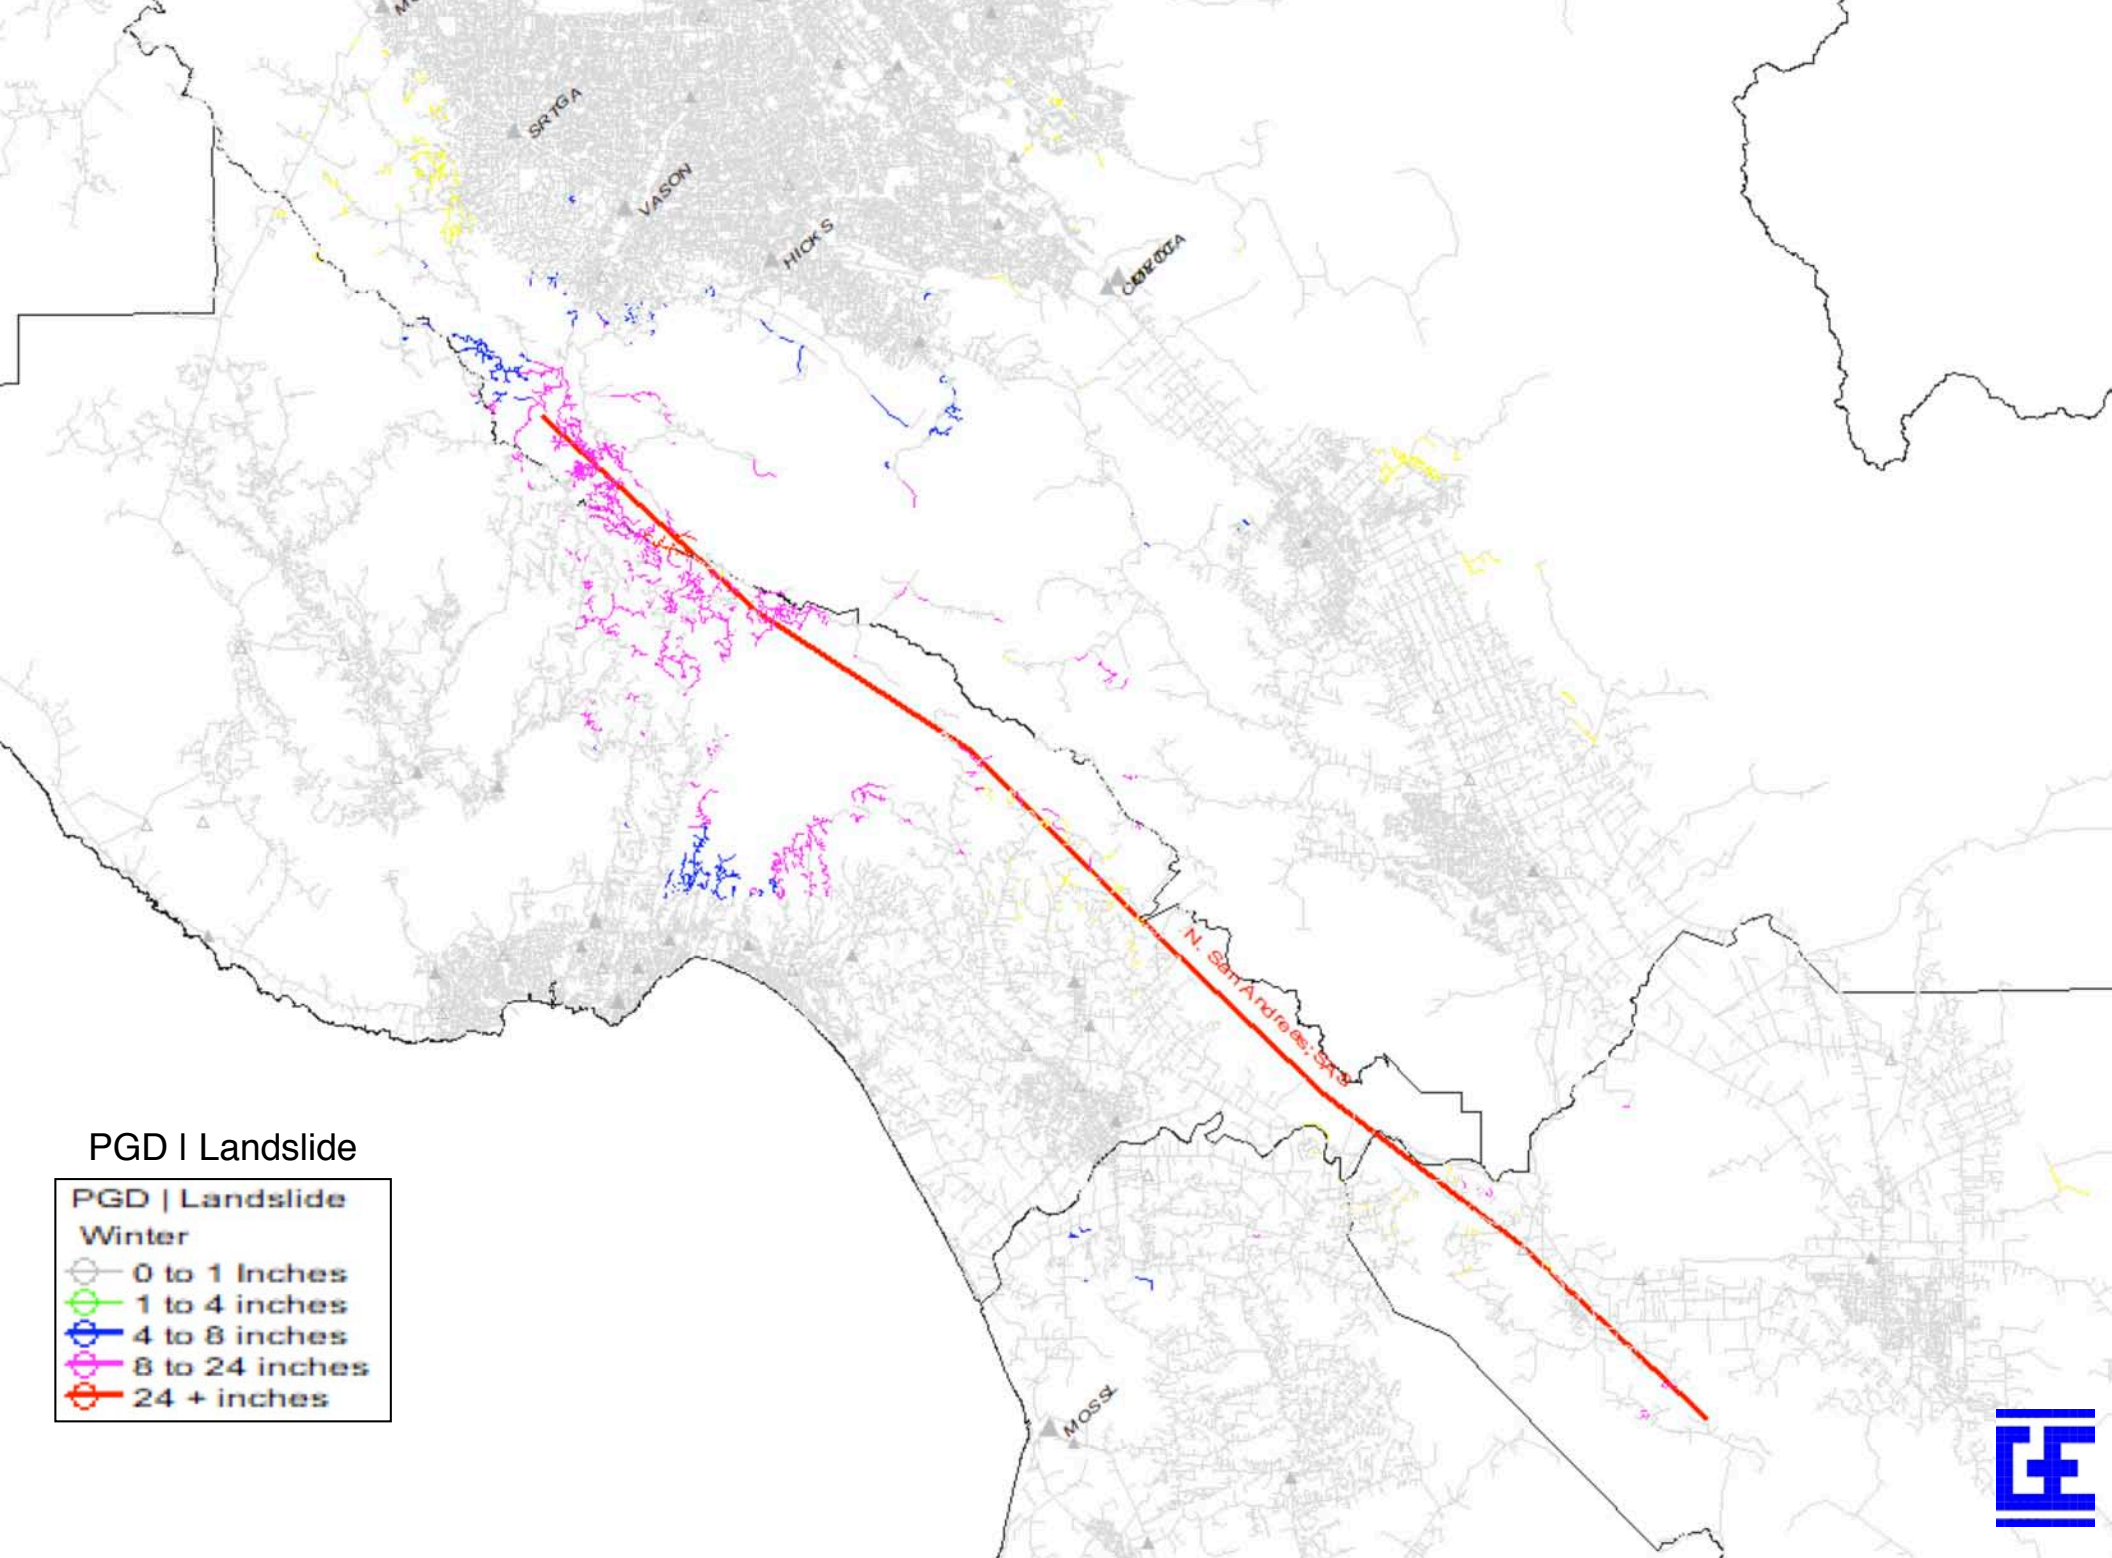 SRTGA
VASON
HICKS
N. San Andreas; SAS
PGD | Landslide
PGD | Landslide
Winter
0 to 1 Inches
1 to 4 inches
4 to 8 inches
8 to 24 inches
24 + inches
MOSSL